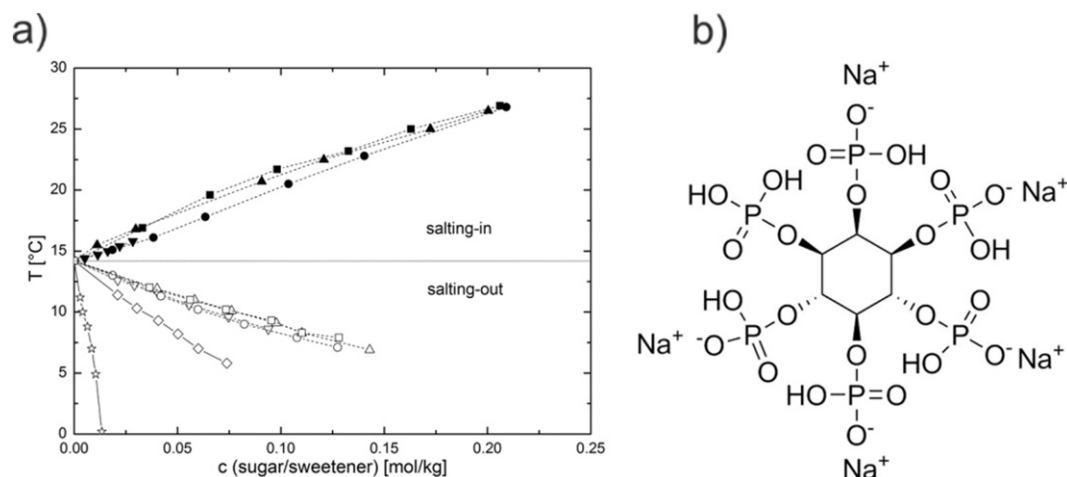 a)
30
25
20
15
10
5
0
T [°C]
salting-in
salting-out
0.00 0.05 0.10 0.15 0.20 0.25
c (sugar/sweetener) [mol/kg]
b)
Na⁺
O⁻
O=P-OH
O
HO OH
P
O O
O
P O⁻ Na⁺
OH
O
HO
Na⁺ ⁻O P O
O
O
O P
HO O⁻ Na⁺
O
HO-P=O
O⁻
Na⁺